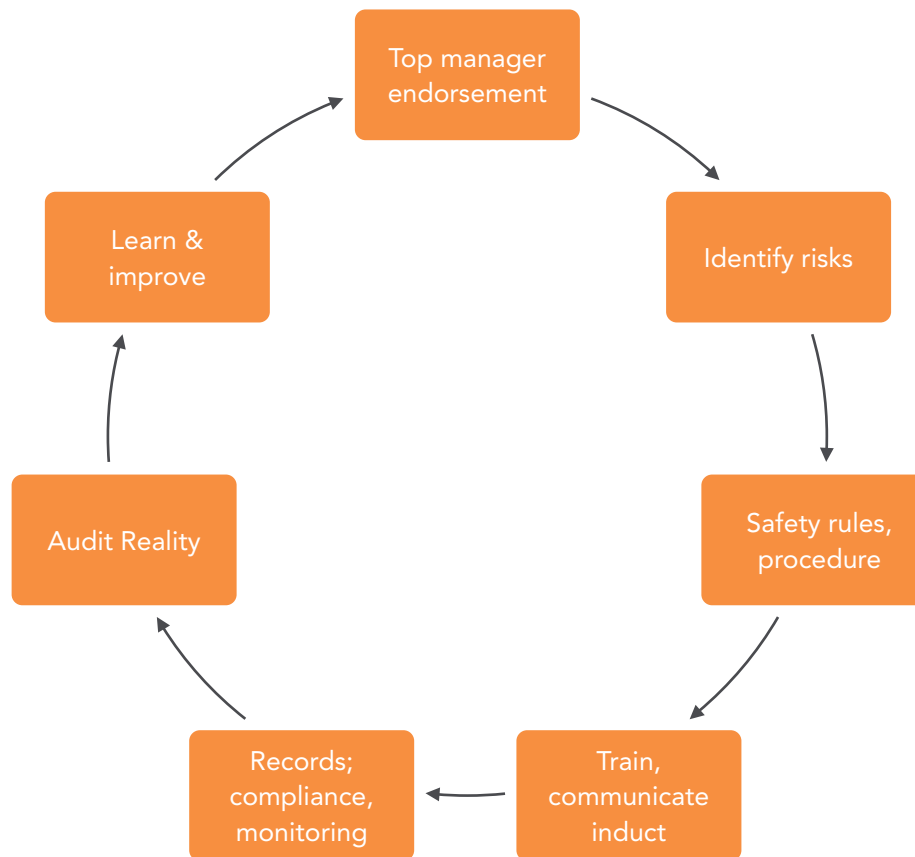 Top manager
endorsement
Identify risks
Safety rules,
procedure
Train,
communicate
induct
Records;
compliance,
monitoring
Audit Reality
Learn &
improve